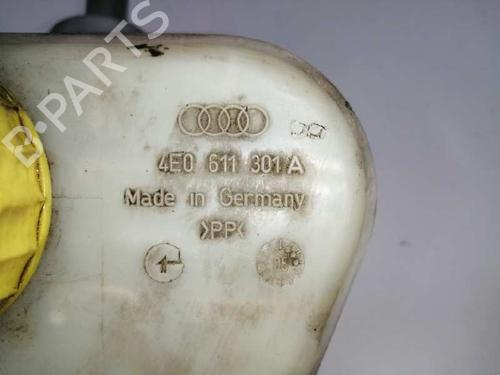 B-PARTS
4E0 611 301 A
Made in Germany
>PP<